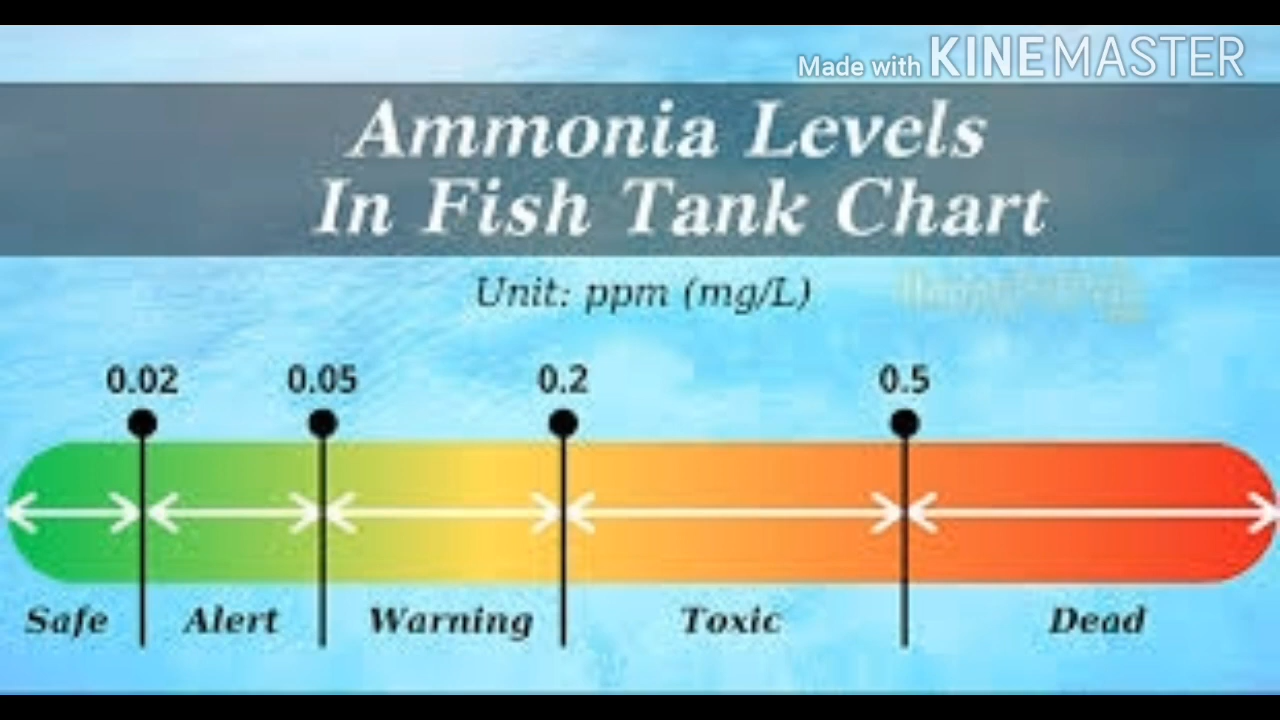 Made with KINEMASTER
Ammonia Levels
In Fish Tank Chart
Unit: ppm (mg/L)
0.02 0.05 0.2 0.5
Safe Alert Warning Toxic Dead